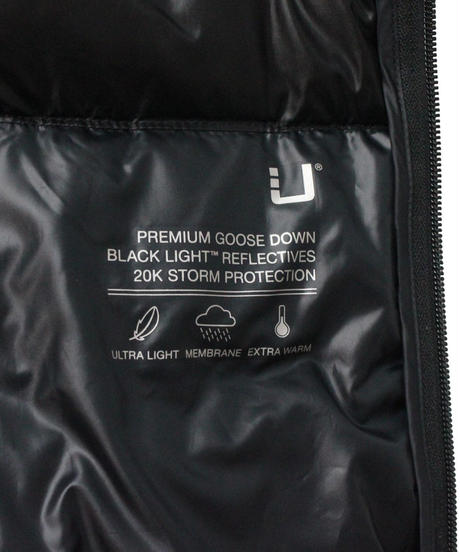 U®
PREMIUM GOOSE DOWN
BLACK LIGHT™ REFLECTIVES
20K STORM PROTECTION
ULTRA LIGHT MEMBRANE EXTRA WARM